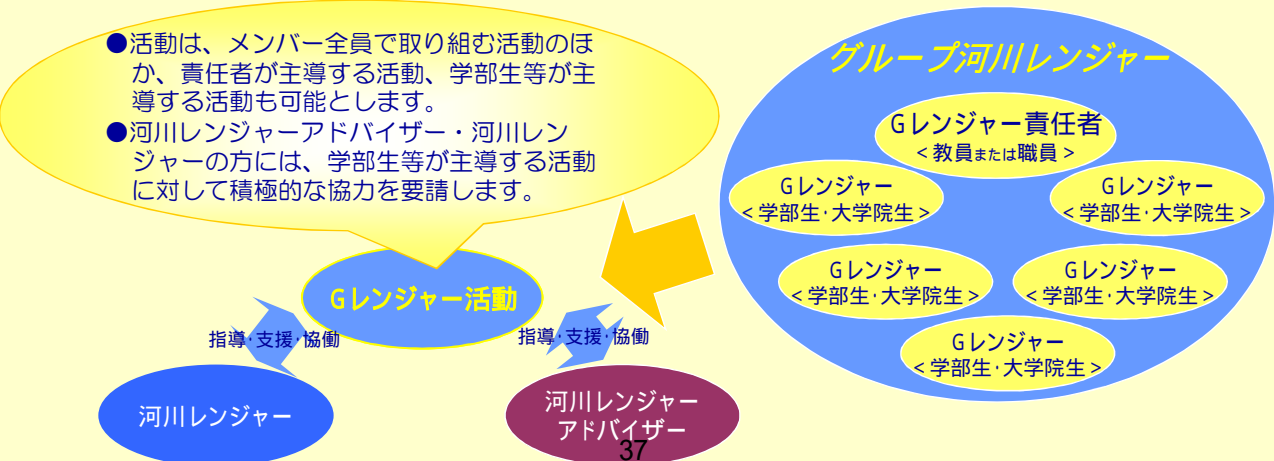 ●活動は、メンバー全員で取り組む活動のほ
か、責任者が主導する活動、学部生等が主
導する活動も可能とします。
●河川レンジャーアドバイザー・河川レン
ジャーの方には、学部生等が主導する活動
に対して積極的な協力を要請します。
Gレンジャー活動
指導･支援･協働
指導･支援･協働
河川レンジャー
河川レンジャー
アドバイザー
グループ河川レンジャー
Gレンジャー責任者
<教員または職員>
Gレンジャー
<学部生･大学院生>
Gレンジャー
<学部生･大学院生>
Gレンジャー
<学部生･大学院生>
Gレンジャー
<学部生･大学院生>
Gレンジャー
<学部生･大学院生>
37